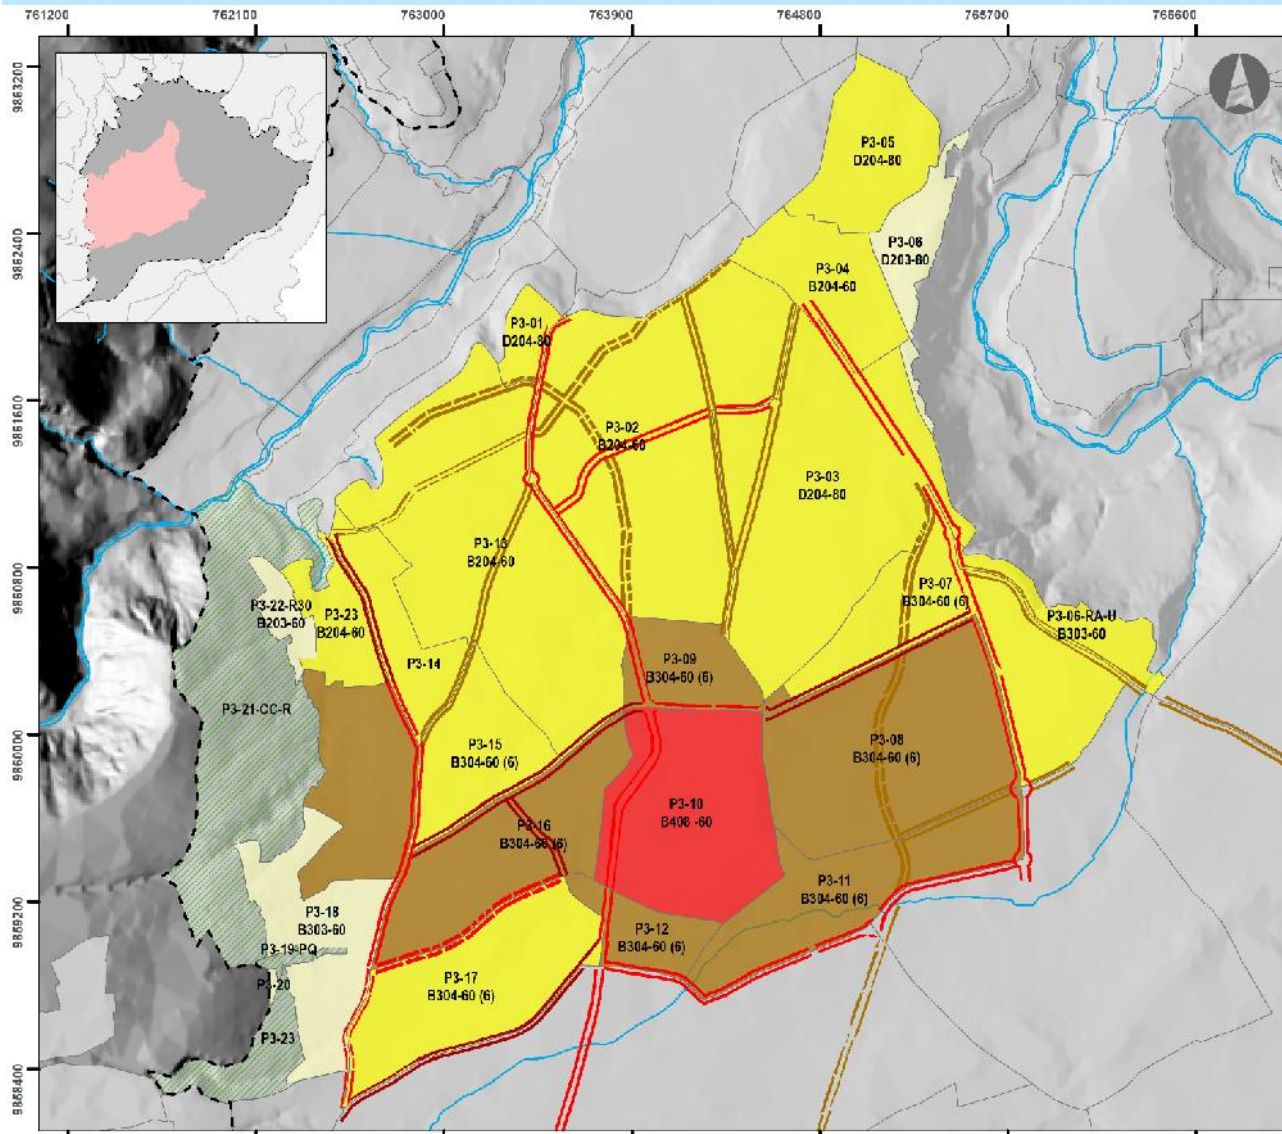 761200 762100 763000 763900 764800 765700 766600
9863200
9862400
9861600
9860800
9860000
9859200
9858400
P3-05
D204-80
P3-06
D203-80
P3-04
B204-60
P3-01
D204-80
P3-02
B204-60
P3-03
D204-80
P3-13
B204-60
P3-07
B304-60 (6)
P3-22-R30
B203-60
P3-23
B204-60
P3-06-RA-U
B303-60
P3-14
P3-09
B304-60 (6)
P3-21-CC-R
P3-15
B304-60 (6)
P3-08
B304-60 (6)
P3-10
B408 -60
P3-16
B304-60 (6)
P3-11
B304-60 (6)
P3-18
B303-60
P3-12
B304-60 (6)
P3-19-PQ
P3-20
P3-17
B304-60 (6)
P3-23